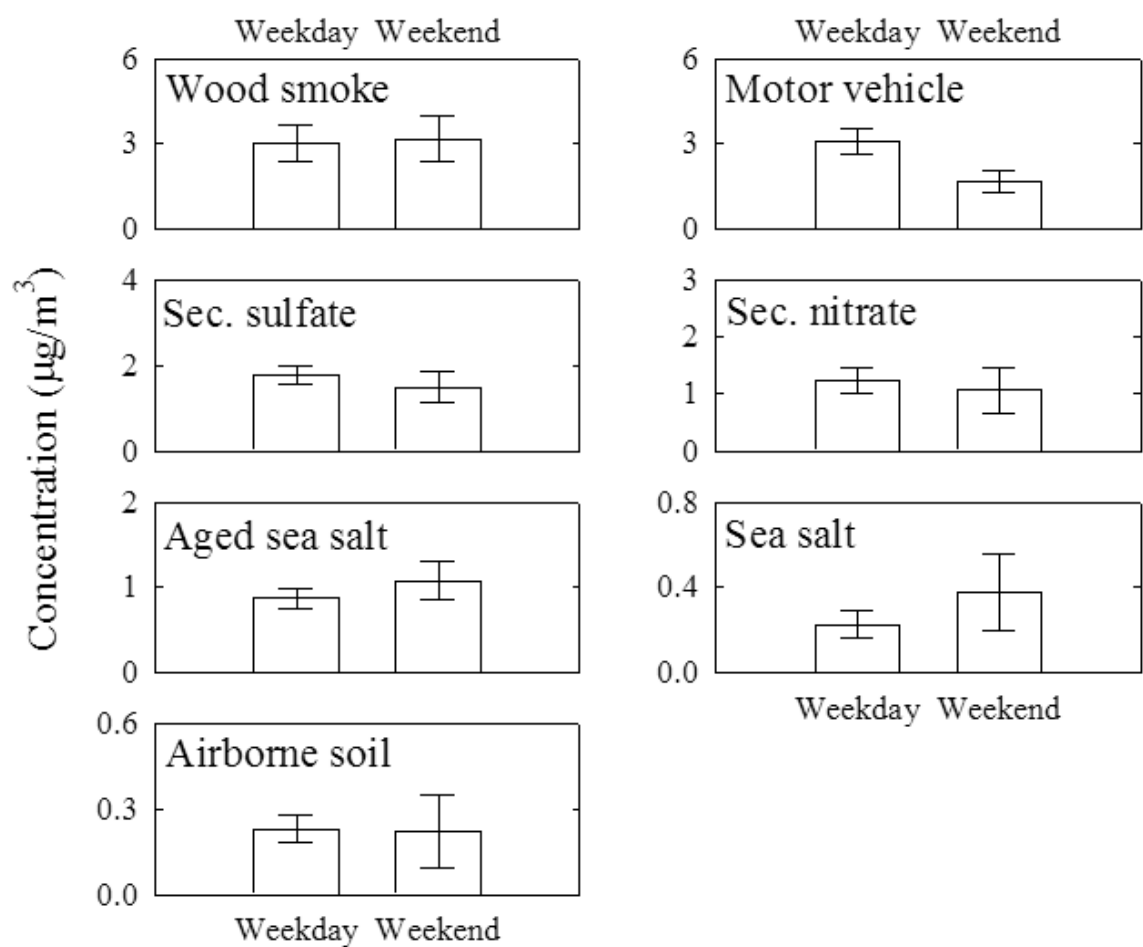 Weekday Weekend
Weekday Weekend
Concentration (μg/m³)
6
Wood smoke
3
0
6
Motor vehicle
3
0
4
Sec. sulfate
2
0
3
Sec. nitrate
2
1
0
2
Aged sea salt
1
0
0.8
Sea salt
0.4
0.0
Weekday Weekend
0.6
Airborne soil
0.3
0.0
Weekday Weekend